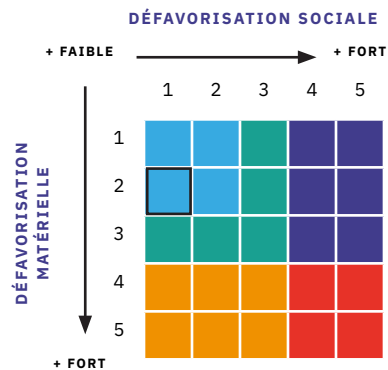 DÉFAVORISATION SOCIALE
+ FAIBLE + FORT
1 2 3 4 5
DÉFAVORISATION
MATÉRIELLE
1
2
3
4
5
+ FORT